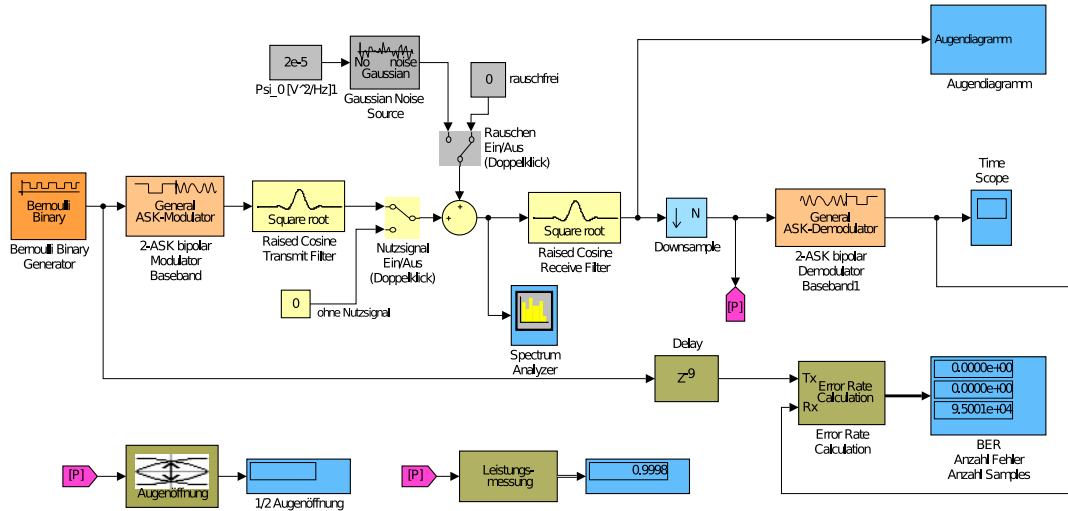 2e-5
Psi_0 [V^2/Hz]1
No noise
Gaussian
Gaussian Noise
Source
0
rauschfrei
Rauschen
Ein/Aus
(Doppelklick)
Augendiagramm
Augendiagramm
Bernoulli
Binary
Bernoulli Binary
Generator
General
ASK-Modulator
2-ASK bipolar
Modulator
Baseband
Square root
Raised Cosine
Transmit Filter
Nutzsignal
Ein/Aus
(Doppelklick)
0
ohne Nutzsignal
+
+
Square root
Raised Cosine
Receive Filter
N
Downsample
[P]
General
ASK-Demodulator
2-ASK bipolar
Demodulator
Baseband1
Time
Scope
Spectrum
Analyzer
Delay
Z-9
Tx
Rx
Error Rate
Calculation
Error Rate
Calculation
0.0000e+00
0.0000e+00
9.5001e+04
BER
Anzahl Fehler
Anzahl Samples
[P]
Augenöffnung
1/2 Augenöffnung
[P]
Leistungs-
messung
0.9998